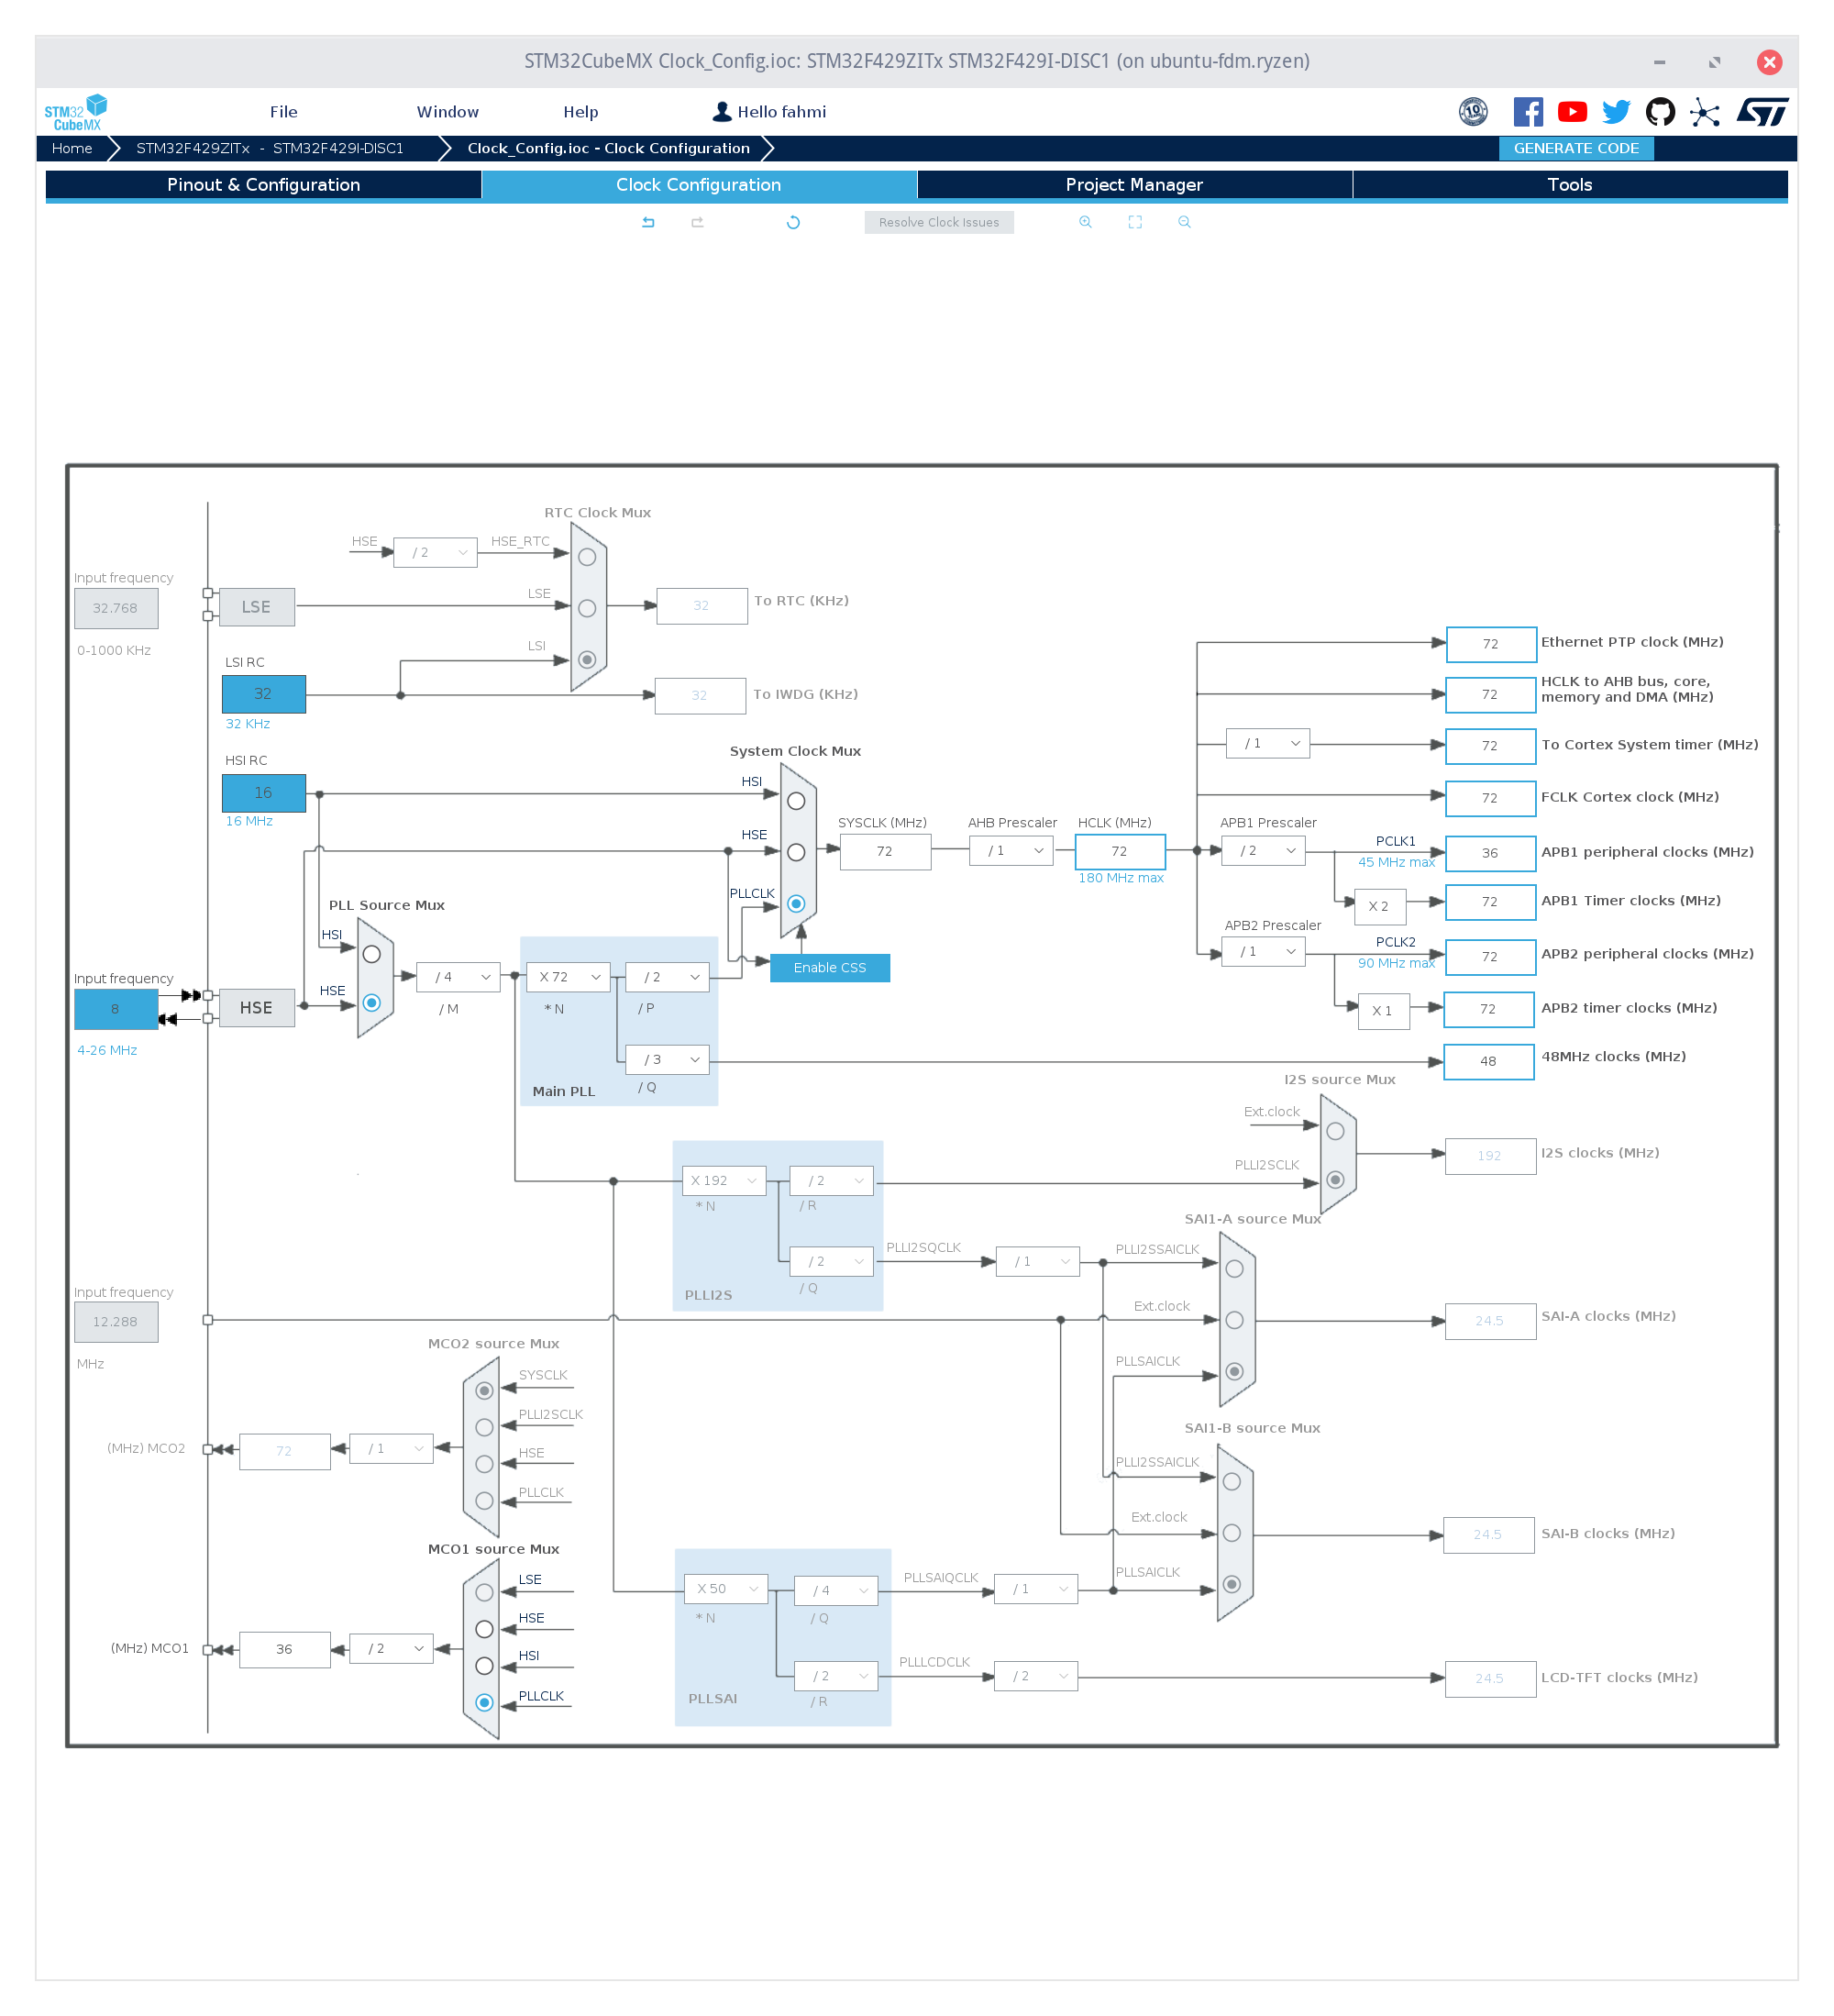 STM32CubeMX Clock_Config.ioc: STM32F429ZITx STM32F429I-DISC1 (on ubuntu-fdm.ryzen)
STM32 CubeMX
File Window Help Hello fahmi
10
ST
Home STM32F429ZITx - STM32F429I-DISC1 Clock_Config.ioc - Clock Configuration GENERATE CODE
Pinout & Configuration Clock Configuration Project Manager Tools
Resolve Clock Issues
RTC Clock Mux
HSE / 2 HSE_RTC
Input frequency
32.768 LSE LSE 32 To RTC (KHz)
0-1000 KHz LSI
LSI RC
32 32 To IWDG (KHz)
32 KHz
72 Ethernet PTP clock (MHz)
72 HCLK to AHB bus, core,
memory and DMA (MHz)
/ 1 72 To Cortex System timer (MHz)
System Clock Mux
HSI RC
16 HSI
16 MHz
72 FCLK Cortex clock (MHz)
HSE SYSCLK (MHz) AHB Prescaler HCLK (MHz) APB1 Prescaler
72 / 1 72 / 2 PCLK1 36 APB1 peripheral clocks (MHz)
180 MHz max 45 MHz max
PLLCLK
X 2 72 APB1 Timer clocks (MHz)
PLL Source Mux
APB2 Prescaler
HSI / 1 PCLK2 72 APB2 peripheral clocks (MHz)
90 MHz max
Enable CSS
Input frequency
/ 4 X 72 / 2
8 HSE HSE / M * N / P
X 1 72 APB2 timer clocks (MHz)
4-26 MHz
/ 3 48 48MHz clocks (MHz)
Main PLL / Q
I2S source Mux
Ext.clock
192 I2S clocks (MHz)
X 192 / 2 PLLI2SCLK
* N / R
SAI1-A source Mux
/ 2 PLLI2SQCLK / 1 PLLI2SSAICLK
PLLI2S / Q
Input frequency
12.288 Ext.clock 24.5 SAI-A clocks (MHz)
MHz
PLLSAICLK
MCO2 source Mux
SYSCLK
PLLI2SCLK
(MHz) MCO2 72 / 1
HSE
PLLCLK
SAI1-B source Mux
PLLI2SSAICLK
Ext.clock 24.5 SAI-B clocks (MHz)
PLLSAICLK
MCO1 source Mux
LSE
HSE
(MHz) MCO1 36 / 2
HSI
PLLCLK
X 50 / 4 PLLSAIQCLK / 1
* N / Q
/ 2 PLLLCDCLK / 2 24.5 LCD-TFT clocks (MHz)
PLLSAI / R